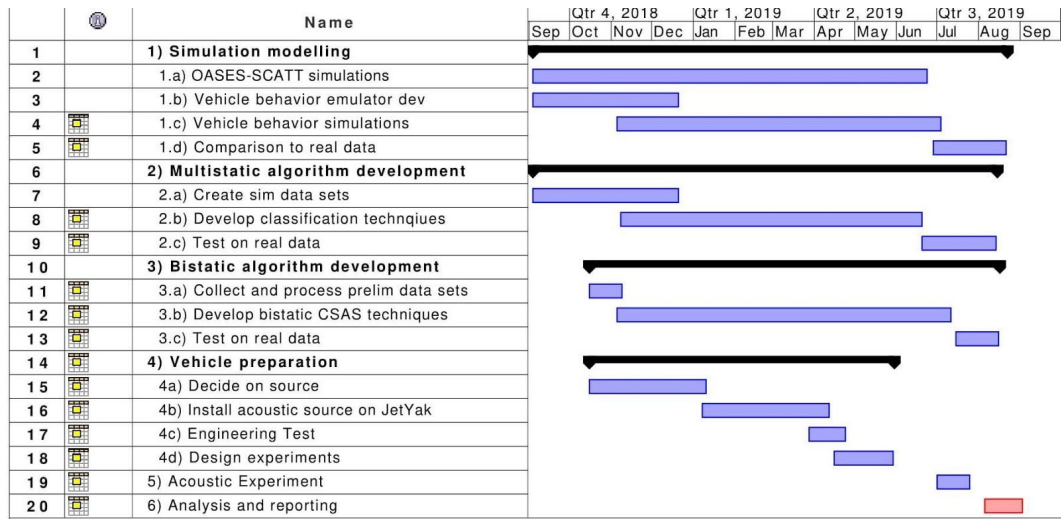 Name
Qtr 4, 2018 Qtr 1, 2019 Qtr 2, 2019 Qtr 3, 2019
Sep Oct Nov Dec Jan Feb Mar Apr May Jun Jul Aug Sep
1 1) Simulation modelling
2 1.a) OASES-SCATT simulations
3 1.b) Vehicle behavior emulator dev
4 1.c) Vehicle behavior simulations
5 1.d) Comparison to real data
6 2) Multistatic algorithm development
7 2.a) Create sim data sets
8 2.b) Develop classification technqiues
9 2.c) Test on real data
10 3) Bistatic algorithm development
11 3.a) Collect and process prelim data sets
12 3.b) Develop bistatic CSAS techniques
13 3.c) Test on real data
14 4) Vehicle preparation
15 4a) Decide on source
16 4b) Install acoustic source on JetYak
17 4c) Engineering Test
18 4d) Design experiments
19 5) Acoustic Experiment
20 6) Analysis and reporting